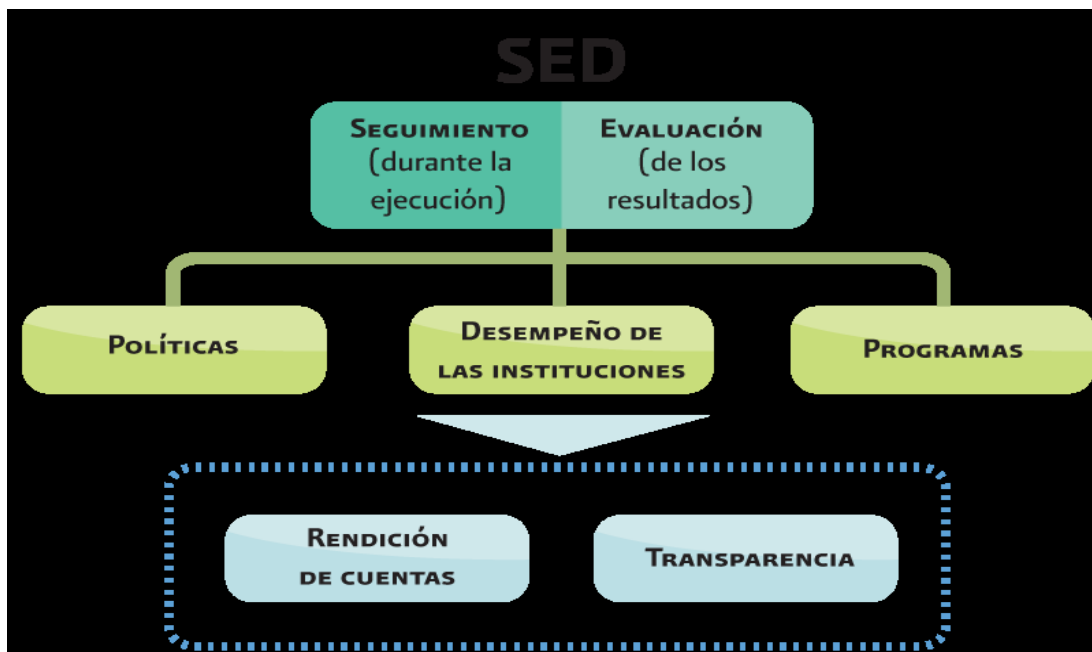 SED
SEGUIMIENTO
(durante la
ejecución)
EVALUACIÓN
(de los
resultados)
POLÍTICAS
DESEMPEÑO DE
LAS INSTITUCIONES
PROGRAMAS
RENDICIÓN
DE CUENTAS
TRANSPARENCIA